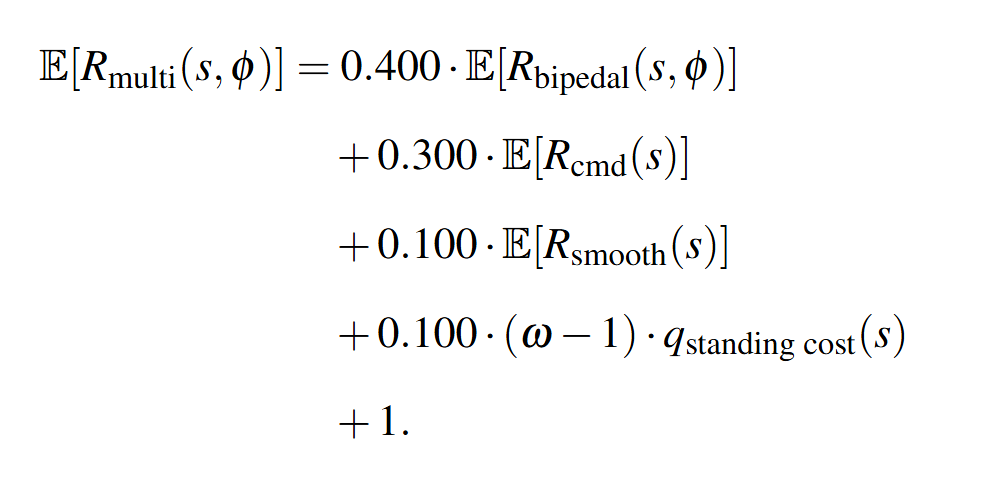 𝔼[R_multi(s, ϕ)] = 0.400 · 𝔼[R_bipedal(s, ϕ)]
+ 0.300 · 𝔼[R_cmd(s)]
+ 0.100 · 𝔼[R_smooth(s)]
+ 0.100 · (ω − 1) · q_standing cost(s)
+ 1.